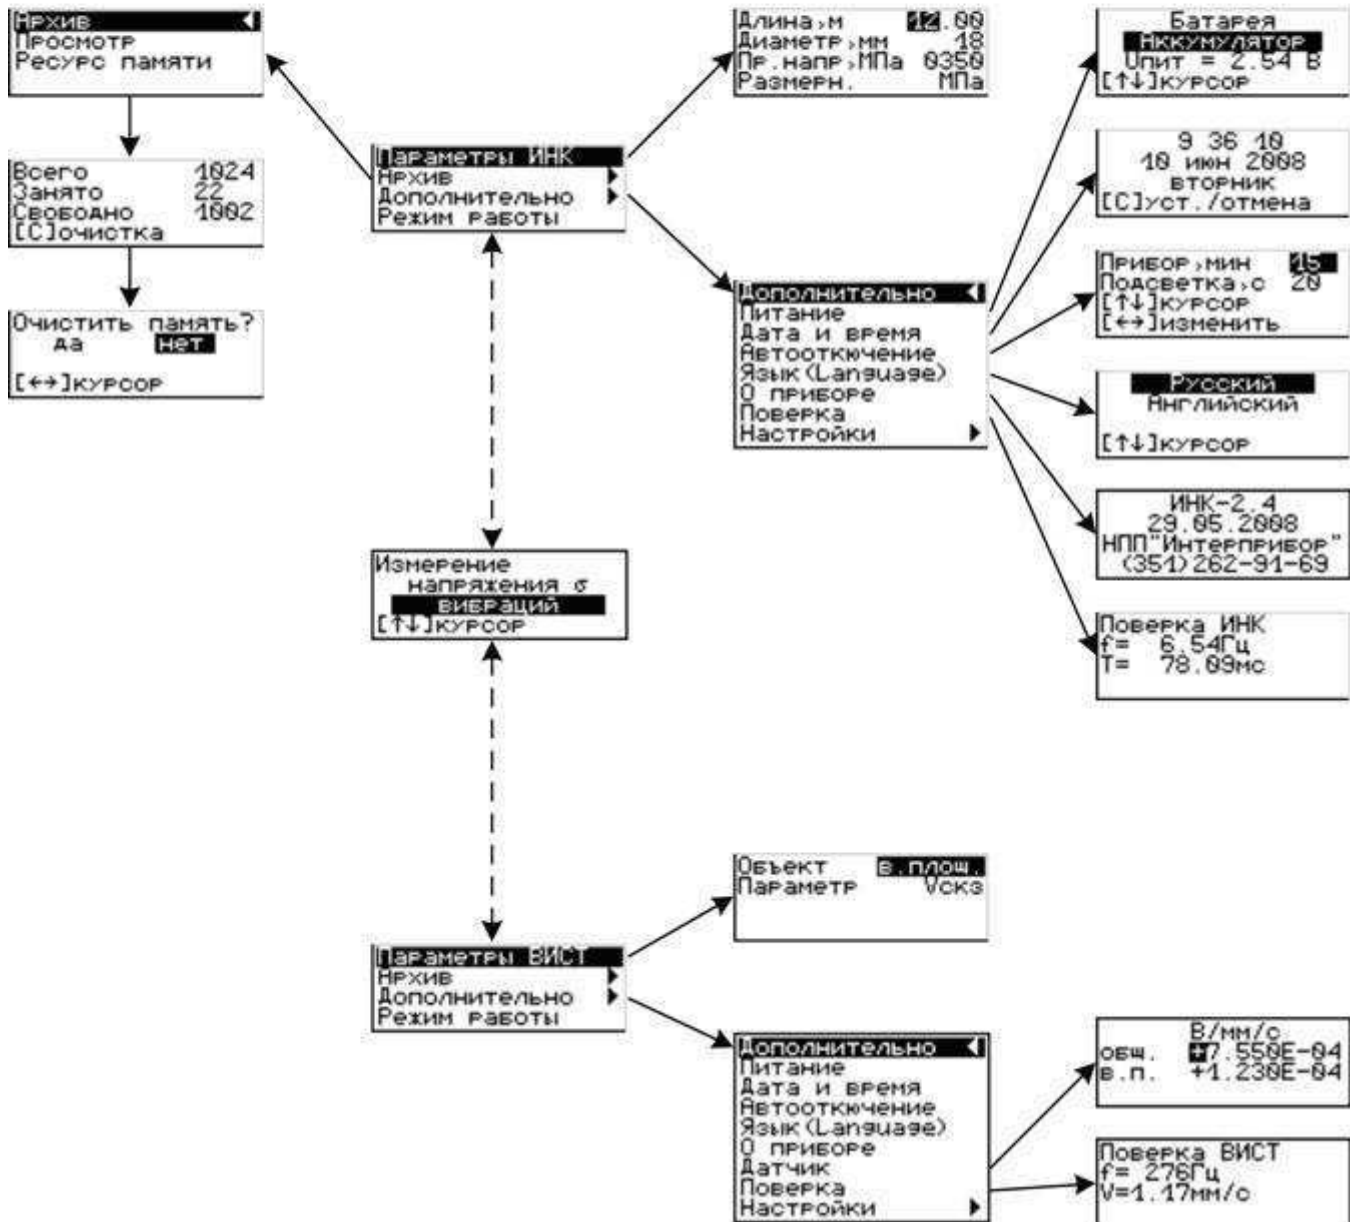 Архив
Просмотр
Ресурс памяти
Всего 1024
Занято 22
Свободно 1002
[С]очистка
Очистить память?
да нет
[←→]курсор
Параметры ИНК
Архив
Дополнительно
Режим работы
Длина,м 12.00
Диаметр,мм 18
Пр.напр,МПа 0350
Размерн. МПа
Дополнительно
Питание
Дата и время
Автооткючение
Язык(Language)
О приборе
Поверка
Настройки
Батарея
Аккумулятор
Uпит = 2.54 В
[↑↓]курсор
9 36 10
10 июн 2008
вторник
[С]уст./отмена
Прибор,мин 15
Подсветка,с 20
[↑↓]курсор
[←→]изменить
Русский
Английский
[↑↓]курсор
ИНК-2.4
29.05.2008
НПП"Интерприбор"
(351)262-91-69
Поверка ИНК
f= 6.54Гц
T= 78.09мс
Измерение
напряжения σ
вибраций
[↑↓]курсор
Параметры ВИСТ
Архив
Дополнительно
Режим работы
Объект в.площ.
Параметр Vскз
Дополнительно
Питание
Дата и время
Автооткючение
Язык(Language)
О приборе
Датчик
Поверка
Настройки
В/мм/с
общ. +7.550E-04
в.п. +1.230E-04
Поверка ВИСТ
f= 276Гц
V=1.17мм/с